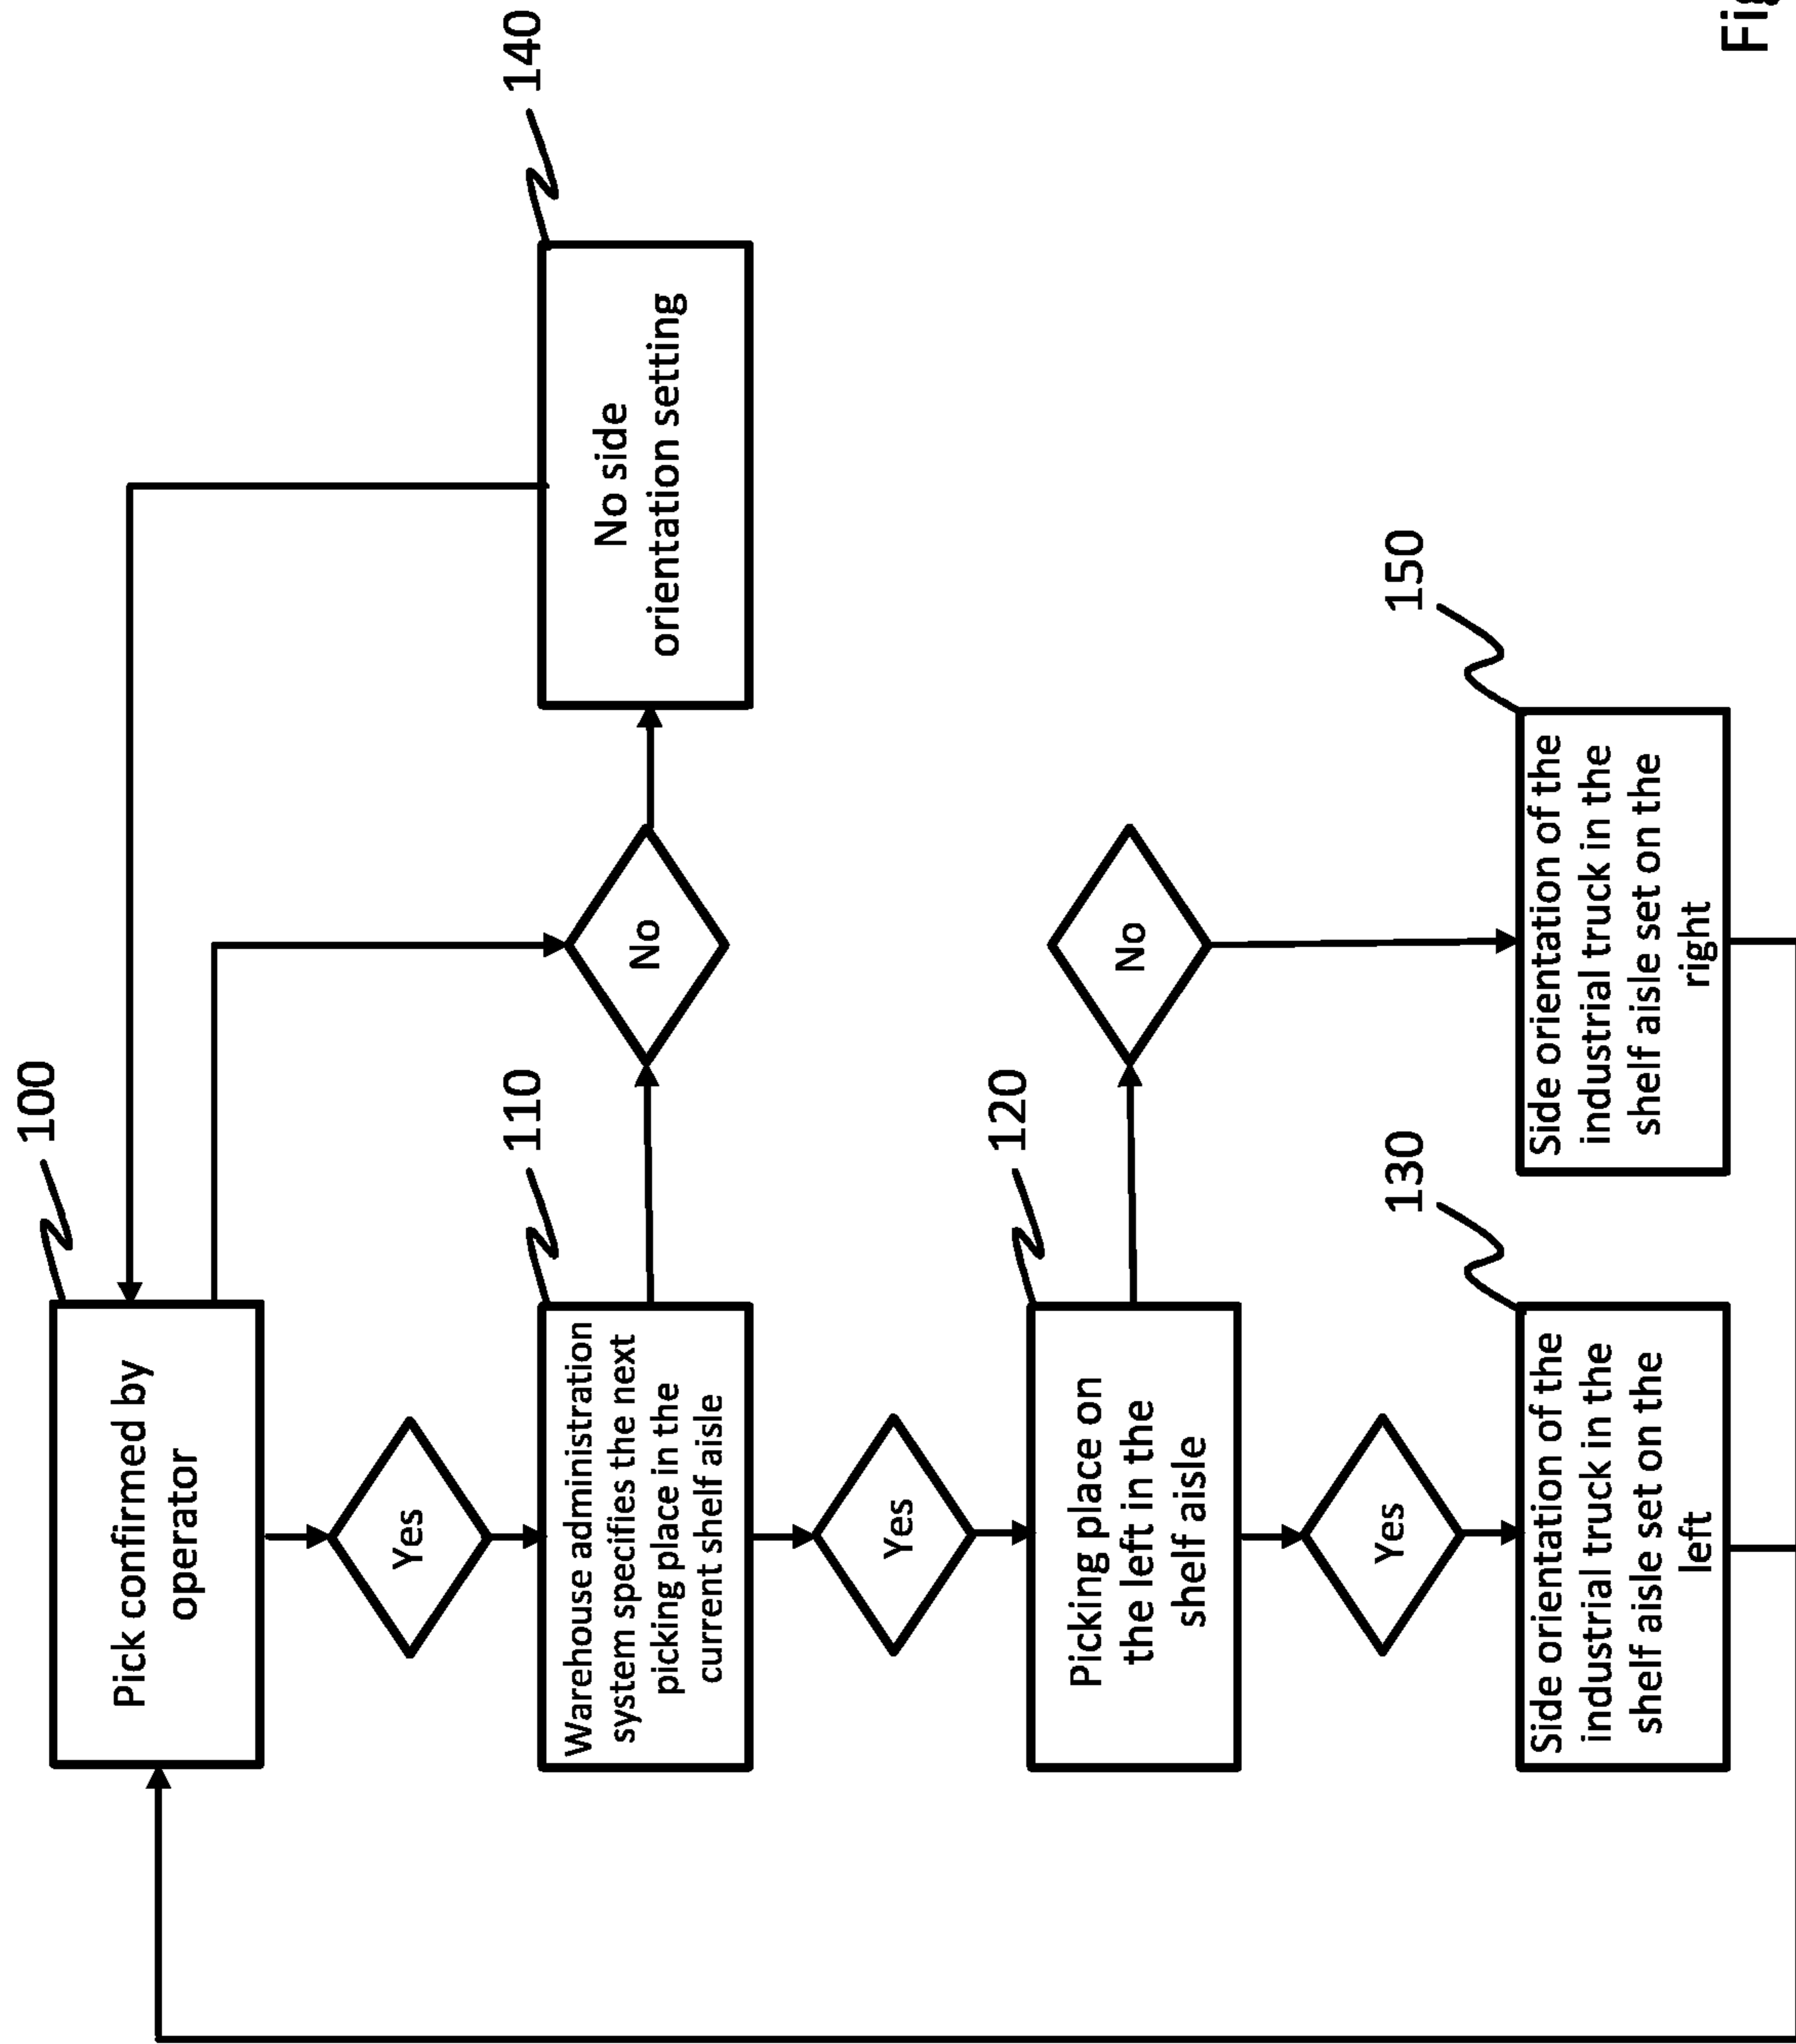 100
Pick confirmed by
operator
Yes
110
140
Warehouse administration
system specifies the next
picking place in the
current shelf aisle
No
No side
orientation setting
Yes
120
Picking place on
the left in the
shelf aisle
No
Yes
130
150
Side orientation of the
industrial truck in the
shelf aisle set on the
left
Side orientation of the
industrial truck in the
shelf aisle set on the
right
Fig